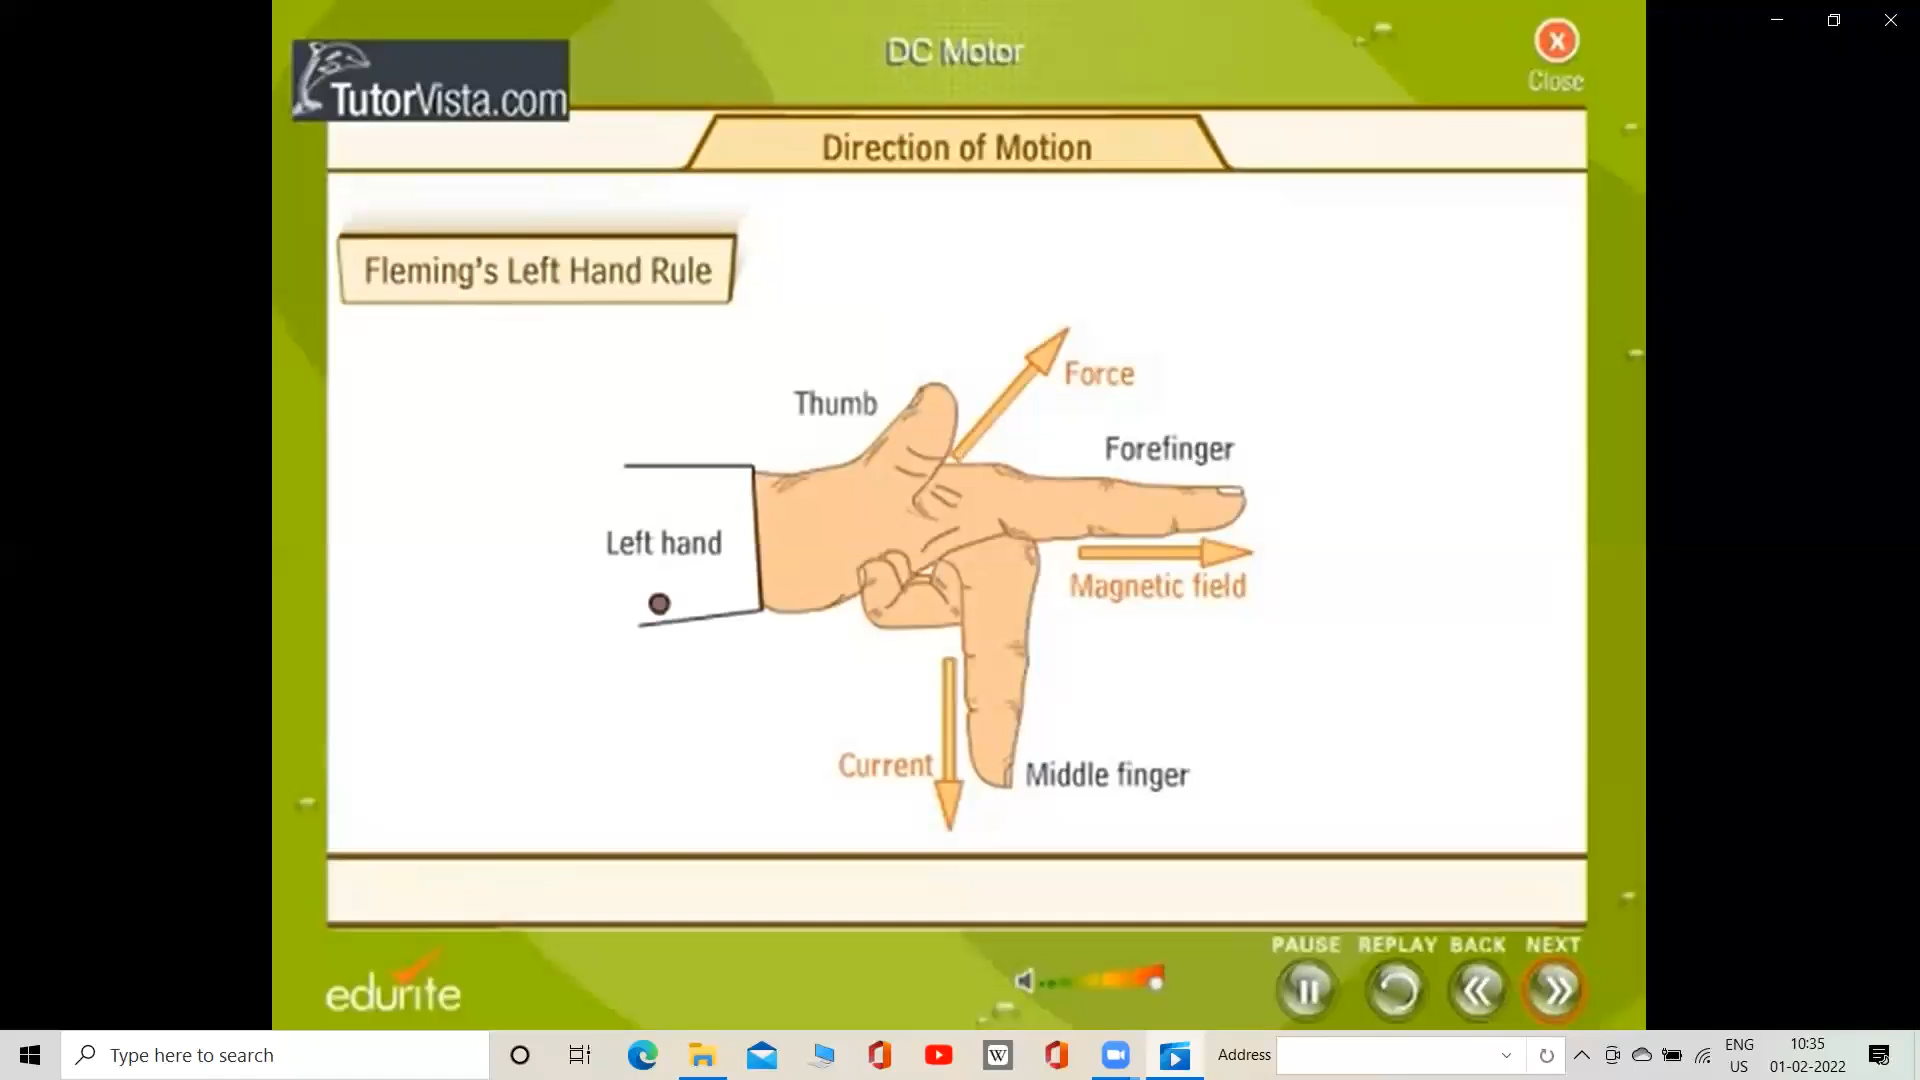 DC Motor
Close
TutorVista.com
Direction of Motion
Fleming's Left Hand Rule
Force
Thumb
Forefinger
Left hand
Magnetic field
Current
Middle finger
PAUSE REPLAY BACK NEXT
edurite
Type here to search
W
Address
ENG
US
10:35
01-02-2022